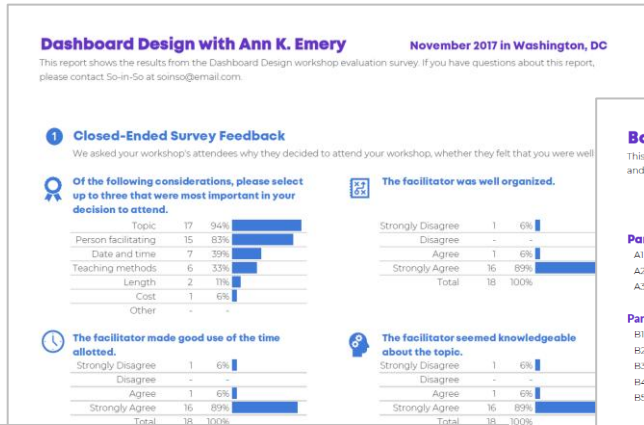 Dashboard Design with Ann K. Emery
November 2017 in Washington, DC
This report shows the results from the Dashboard Design workshop evaluation survey. If you have questions about this report,
please contact So-in-So at soinso@email.com.
1 Closed-Ended Survey Feedback
We asked your workshop's attendees why they decided to attend your workshop, whether they felt that you were well
Of the following considerations, please select
up to three that were most important in your
decision to attend.
Topic 17 94%
Person facilitating 15 83%
Date and time 7 39%
Teaching methods 6 33%
Length 2 11%
Cost 1 6%
Other - -
The facilitator was well organized.
Strongly Disagree 1 6%
Disagree - -
Agree 1 6%
Strongly Agree 16 89%
Total 18 100%
The facilitator made good use of the time
allotted.
Strongly Disagree 1 6%
Disagree - -
Agree 1 6%
Strongly Agree 16 89%
Total 18 100%
The facilitator seemed knowledgeable
about the topic.
Strongly Disagree 1 6%
Disagree - -
Agree 1 6%
Strongly Agree 16 89%
Total 18 100%
This
and
A1
A2
A3
B1
B2
B3
B4
B5